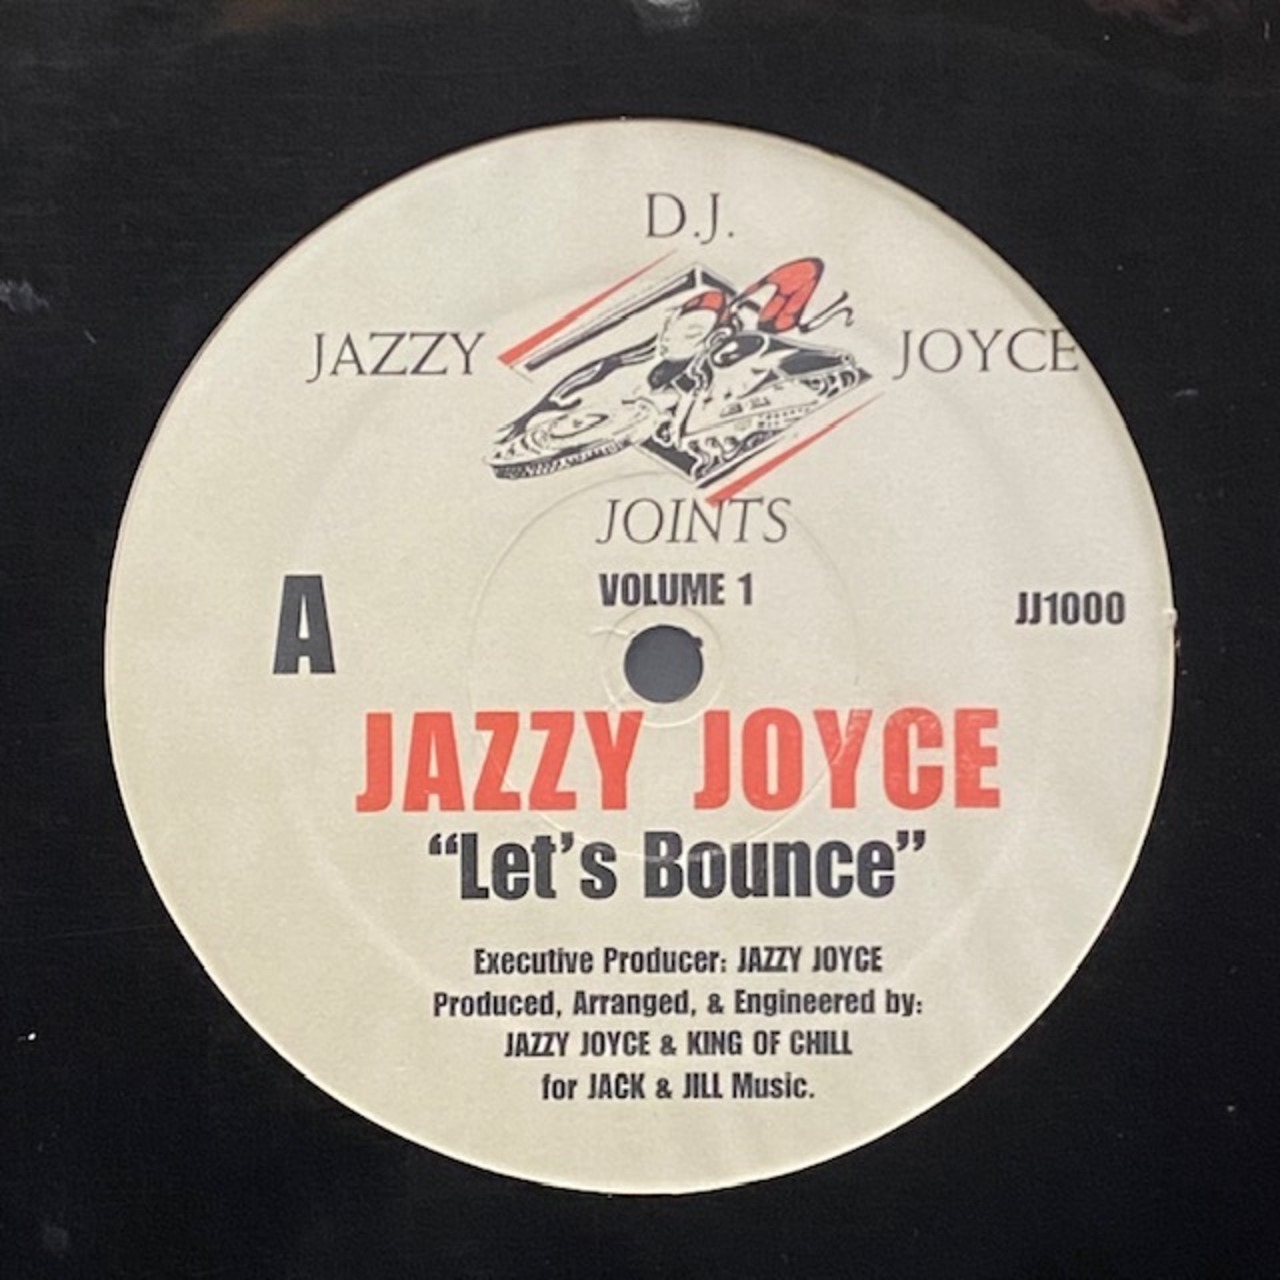 D.J.
JAZZY JOYCE
JOINTS
VOLUME 1
A
JJ1000
JAZZY JOYCE
“Let’s Bounce”
Executive Producer: JAZZY JOYCE
Produced, Arranged, & Engineered by:
JAZZY JOYCE & KING OF CHILL
for JACK & JILL Music.